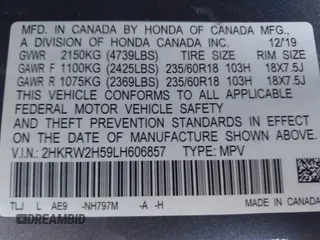 MFD. IN CANADA BY HONDA OF CANADA MFG.,
A DIVISION OF HONDA CANADA INC. 12/19
GVWR 2150KG (4739LBS) TIRE SIZE RIM SIZE
GAWR F 1100KG (2425LBS) 235/60R18 103H 18X7.5J
GAWR R 1075KG (2369LBS) 235/60R18 103H 18X7.5J
THIS VEHICLE CONFORMS TO ALL APPLICABLE
FEDERAL MOTOR VEHICLE SAFETY AND THEFT
PREVENTION STANDARDS IN EFFECT ON THE DATE
OF MANUFACTURE SHOWN ABOVE.
V.I.N.: 2HKRW2H59LH606857 TYPE: MPV
MADE IN CANADA
TLJ L AE9 -NH797M -A -H
DREAMBID